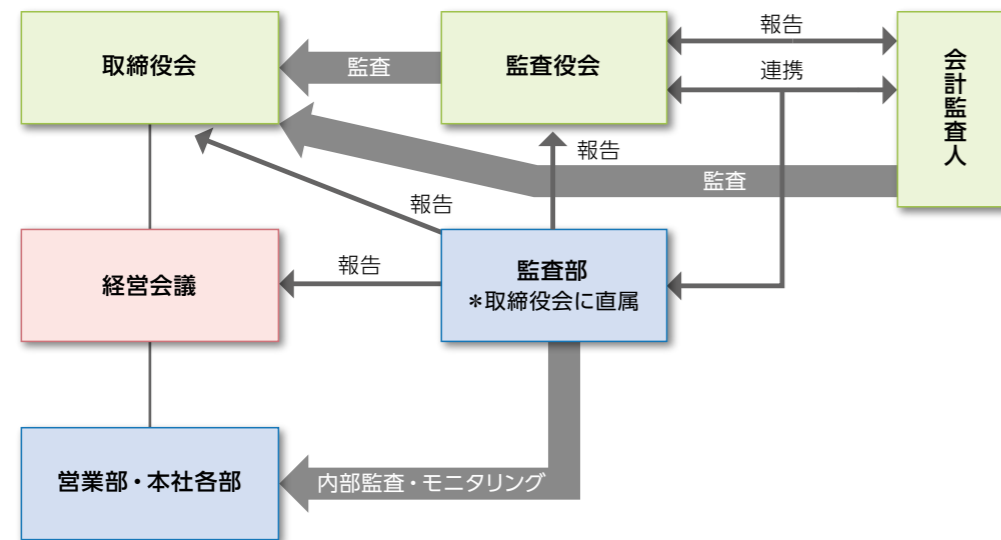 取締役会
監査
監査役会
報告
連携
会計監査人
報告
監査
報告
経営会議
報告
監査部
*取締役会に直属
営業部・本社各部
内部監査・モニタリング